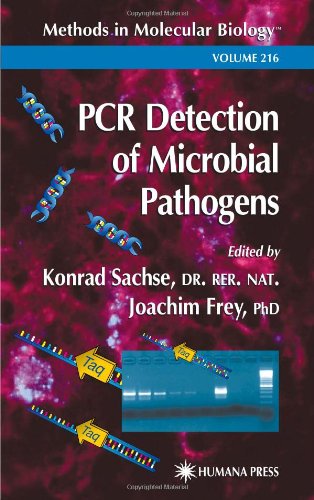 Methods in Molecular Biology™
VOLUME 216
PCR Detection
of Microbial
Pathogens
Edited by
Konrad Sachse, DR. RER. NAT.
Joachim Frey, PhD
Taq
Taq
Taq
HUMANA PRESS